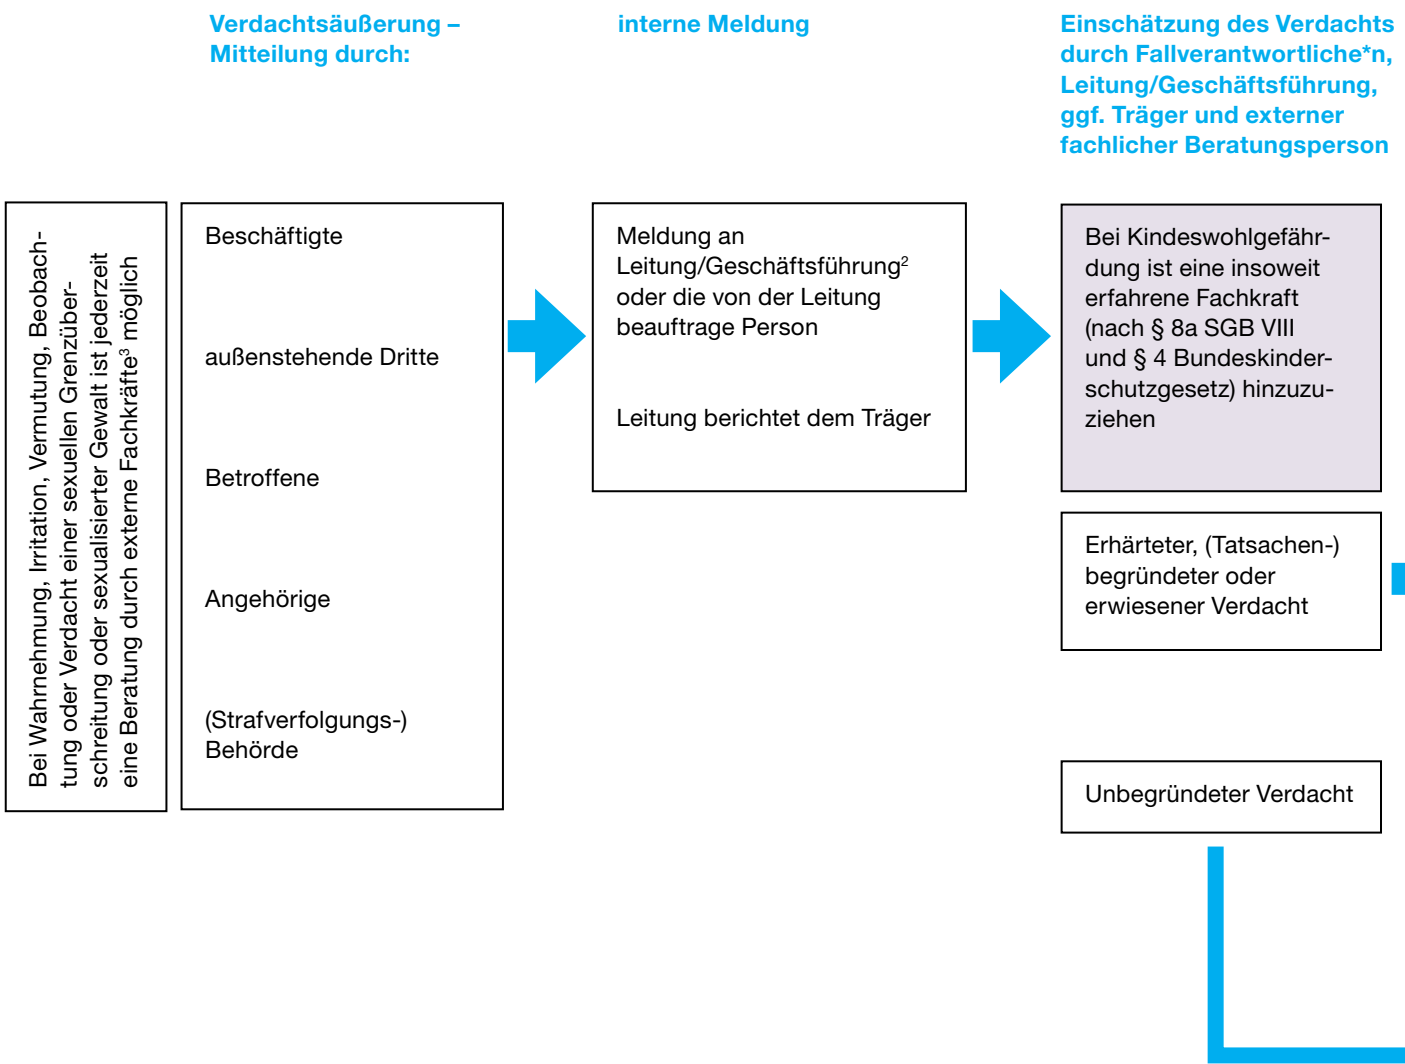 Verdachtsäußerung –
Mitteilung durch:
interne Meldung
Einschätzung des Verdachts
durch Fallverantwortliche*n,
Leitung/Geschäftsführung,
ggf. Träger und externer
fachlicher Beratungsperson
Bei Wahrnehmung, Irritation, Vermutung, Beobach-
tung oder Verdacht einer sexuellen Grenzüber-
schreitung oder sexualisierter Gewalt ist jederzeit
eine Beratung durch externe Fachkräfte³ möglich
Beschäftigte
außenstehende Dritte
Betroffene
Angehörige
(Strafverfolgungs-)
Behörde
Meldung an
Leitung/Geschäftsführung²
oder die von der Leitung
beauftrage Person
Leitung berichtet dem Träger
Bei Kindeswohlgefähr-
dung ist eine insoweit
erfahrene Fachkraft
(nach § 8a SGB VIII
und § 4 Bundeskinder-
schutzgesetz) hinzuzu-
ziehen
Erhärteter, (Tatsachen-)
begründeter oder
erwiesener Verdacht
Unbegründeter Verdacht